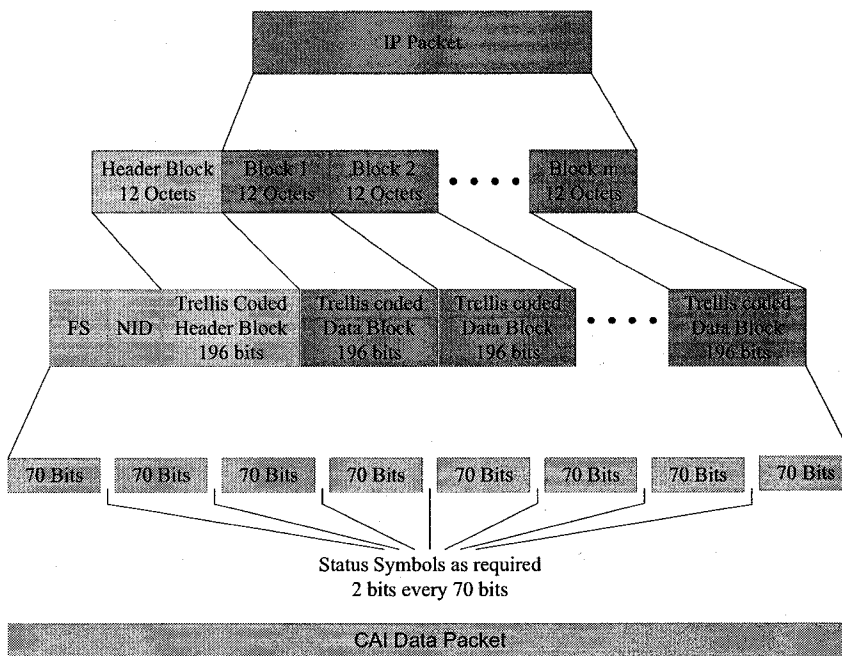 IP Packet
Header Block
12 Octets
Block 1
12 Octets
Block 2
12 Octets
Block m
12 Octets
FS
NID
Trellis Coded
Header Block
196 bits
Trellis coded
Data Block
196 bits
Trellis coded
Data Block
196 bits
Trellis coded
Data Block
196 bits
70 Bits
70 Bits
70 Bits
70 Bits
70 Bits
70 Bits
70 Bits
70 Bits
Status Symbols as required
2 bits every 70 bits
CAI Data Packet